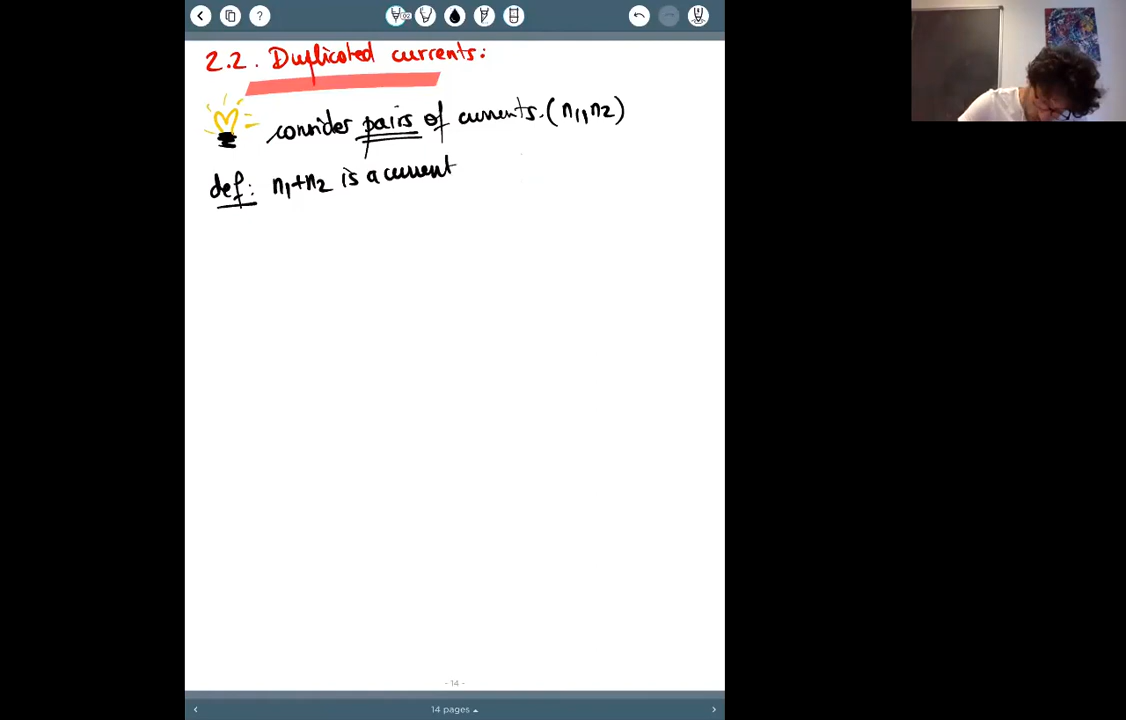 2.2. Duplicated currents:
consider pairs of currents. (n1, n2)
def: n1+n2 is a current
- 14 -
14 pages